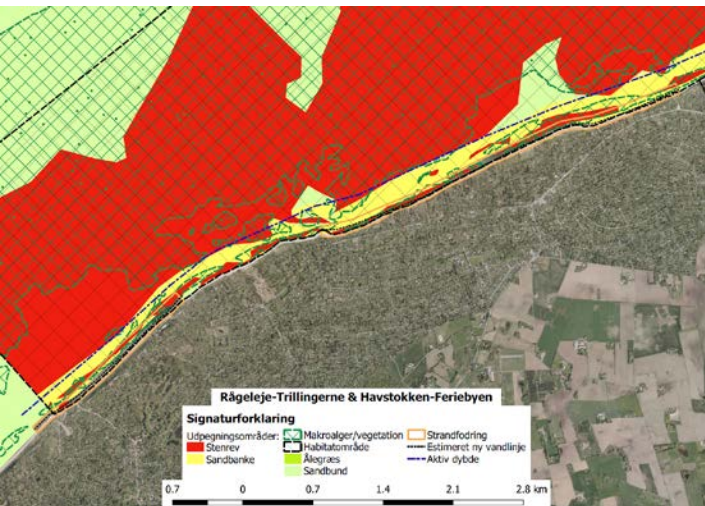 Rågeleje-Trillingerne & Havstokken-Feriebyen
Signaturforklaring
Udpegningsområder:
Stenrev
Sandbanke
Makroalger/vegetation
Habitatområde
Ålegræs
Sandbund
Strandfodring
Estimeret ny vandlinje
Aktiv dybde
0.7 0 0.7 1.4 2.1 2.8 km